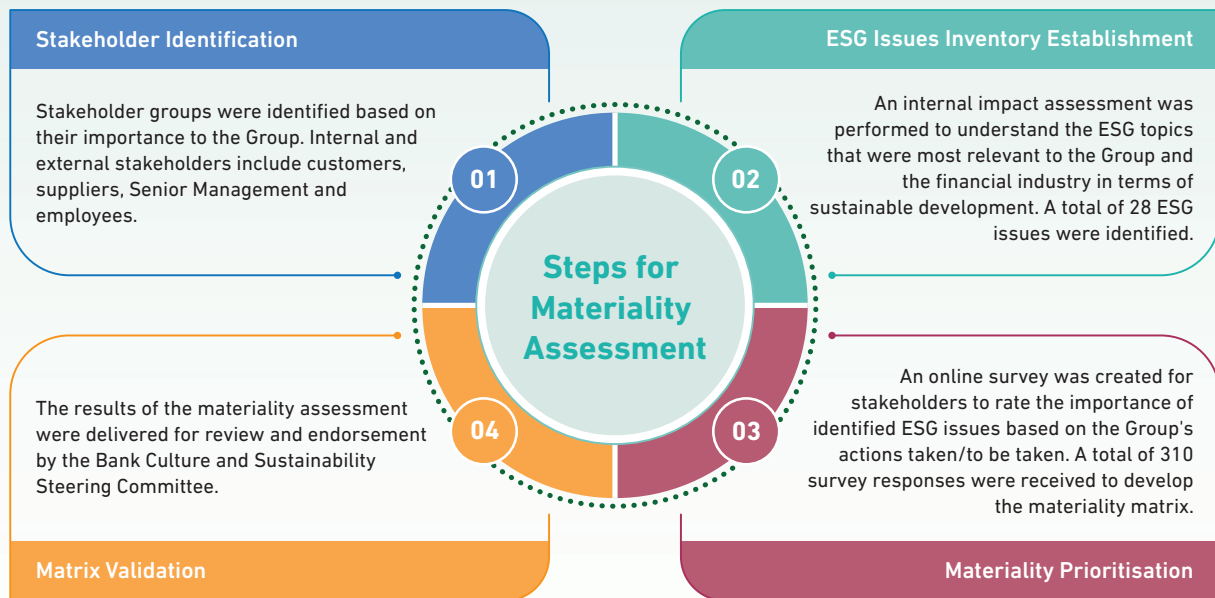 Stakeholder Identification
Stakeholder groups were identified based on
their importance to the Group. Internal and
external stakeholders include customers,
suppliers, Senior Management and
employees.
01
ESG Issues Inventory Establishment
An internal impact assessment was
performed to understand the ESG topics
that were most relevant to the Group and
the financial industry in terms of
sustainable development. A total of 28 ESG
issues were identified.
02
Steps for
Materiality
Assessment
An online survey was created for
stakeholders to rate the importance of
identified ESG issues based on the Group's
actions taken/to be taken. A total of 310
survey responses were received to develop
the materiality matrix.
03
Materiality Prioritisation
The results of the materiality assessment
were delivered for review and endorsement
by the Bank Culture and Sustainability
Steering Committee.
04
Matrix Validation